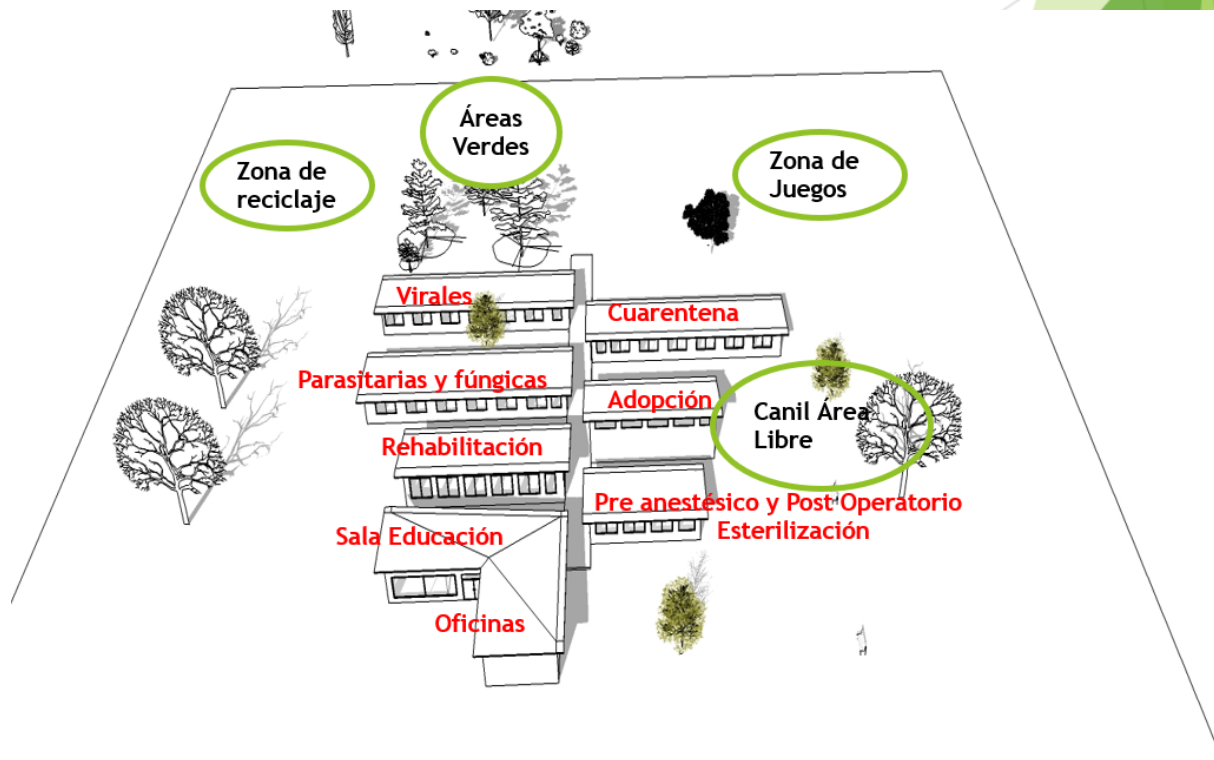 Áreas
Verdes
Zona de
reciclaje
Zona de
Juegos
Virales
Cuarentena
Parasitarias y fúngicas
Adopción
Canil Área
Libre
Rehabilitación
Pre anestésico y Post Operatorio
Esterilización
Sala Educación
Oficinas